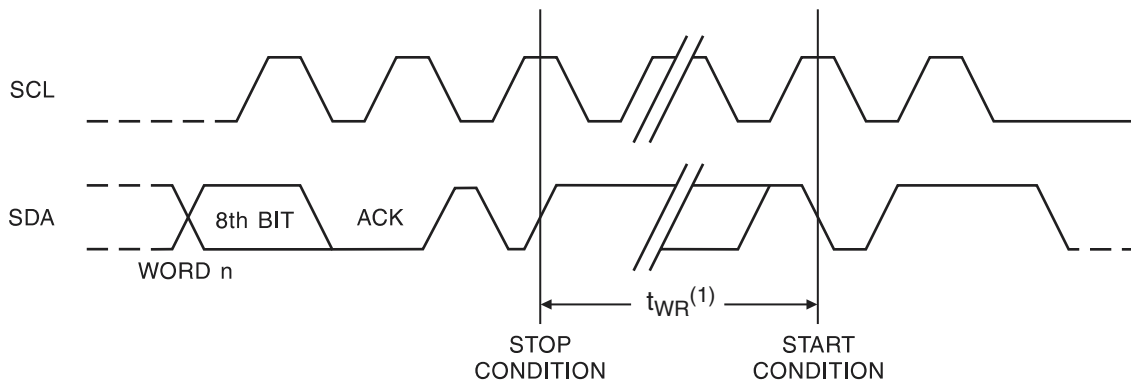 SCL
SDA
8th BIT
ACK
WORD n
tWR(1)
STOP
CONDITION
START
CONDITION